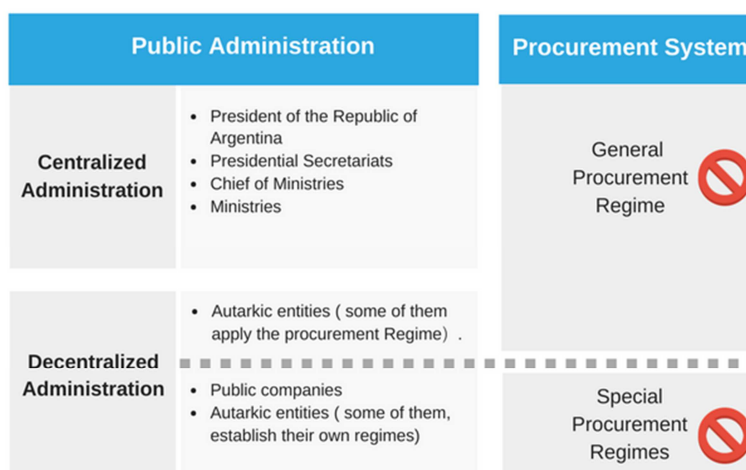 Public Administration
Procurement System
Centralized
Administration
• President of the Republic of
Argentina
• Presidential Secretariats
• Chief of Ministries
• Ministries
General
Procurement
Regime
Decentralized
Administration
• Autarkic entities ( some of them
apply the procurement Regime) .
• Public companies
• Autarkic entities ( some of them,
establish their own regimes)
Special
Procurement
Regimes